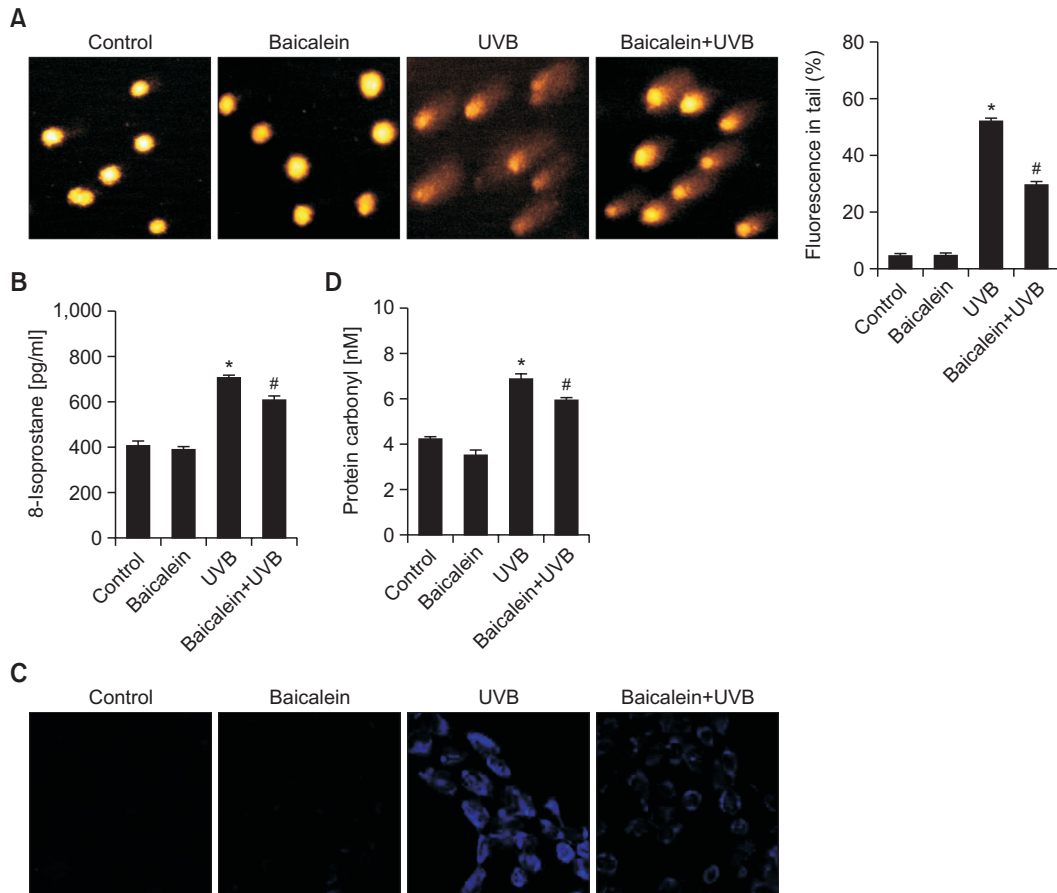 A
Control Baicalein UVB Baicalein+UVB
Fluorescence in tail (%)
80
60
40
20
0
*
#
Control
Baicalein
UVB
Baicalein+UVB
B
8-Isoprostane [pg/ml]
1,000
800
600
400
200
0
*
#
Control
Baicalein
UVB
Baicalein+UVB
D
Protein carbonyl [nM]
10
8
6
4
2
0
*
#
Control
Baicalein
UVB
Baicalein+UVB
C
Control Baicalein UVB Baicalein+UVB